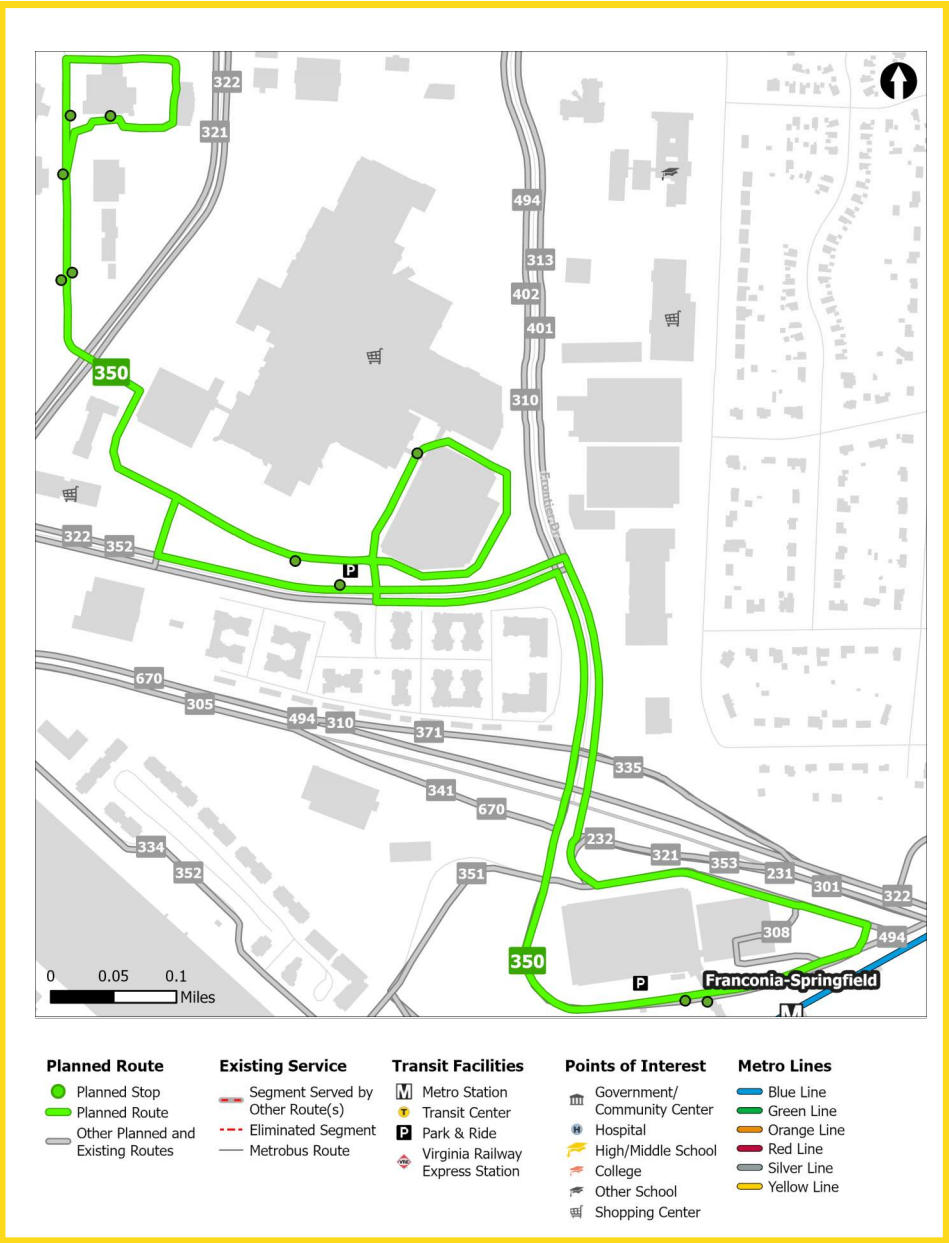 322
321
494
313
402
401
350
310
Frontier Dr
P
322
352
670
305
494
310
371
335
341
670
232
321
353
231
301
322
334
352
351
308
494
350
Franconia-Springfield
P
M
0 0.05 0.1
Miles
Planned Route
Planned Stop
Planned Route
Other Planned and
Existing Routes
Existing Service
Segment Served by
Other Route(s)
Eliminated Segment
Metrobus Route
Transit Facilities
M Metro Station
T Transit Center
P Park & Ride
VRE Virginia Railway
Express Station
Points of Interest
Government/
Community Center
H Hospital
High/Middle School
College
Other School
Shopping Center
Metro Lines
Blue Line
Green Line
Orange Line
Red Line
Silver Line
Yellow Line